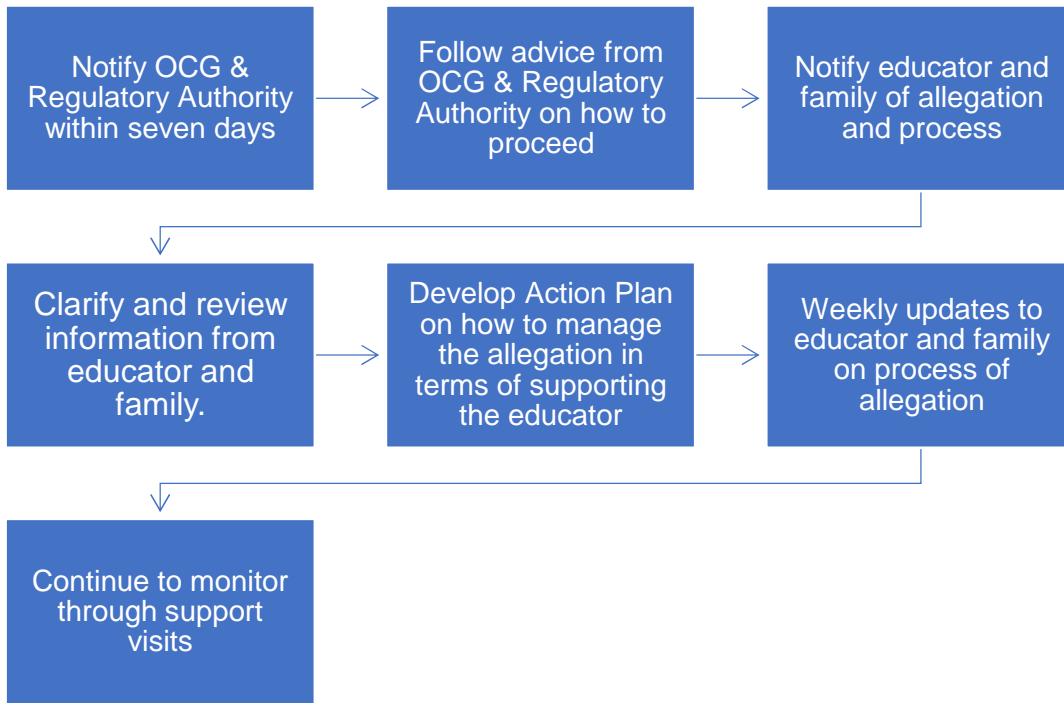 Notify OCG &
Regulatory Authority
within seven days
Follow advice from
OCG & Regulatory
Authority on how to
proceed
Notify educator and
family of allegation
and process
Clarify and review
information from
educator and
family.
Develop Action Plan
on how to manage
the allegation in
terms of supporting
the educator
Weekly updates to
educator and family
on process of
allegation
Continue to monitor
through support
visits